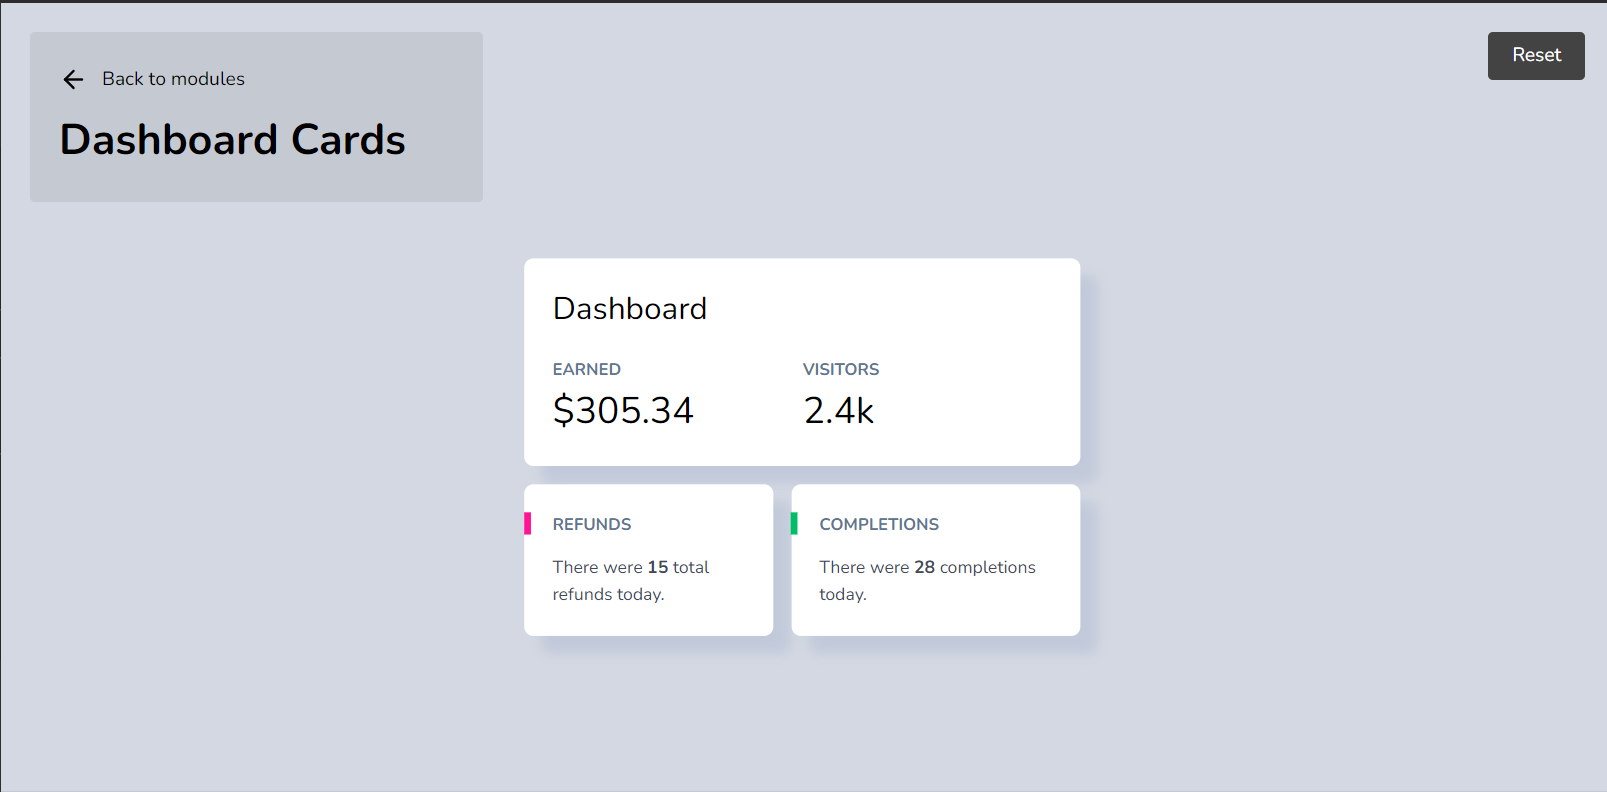 Back to modules
Dashboard Cards
Reset
Dashboard
EARNED
$305.34
VISITORS
2.4k
REFUNDS
There were 15 total
refunds today.
COMPLETIONS
There were 28 completions
today.